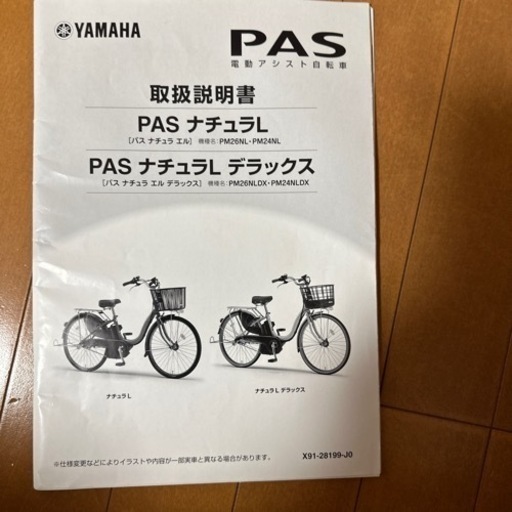 YAMAHA
PAS
電動アシスト自転車
取扱説明書
PAS ナチュラL
[パス ナチュラ エル] 機種名:PM26NL・PM24NL
PAS ナチュラL デラックス
[パス ナチュラ エル デラックス] 機種名:PM26NLDX・PM24NLDX
ナチュラL
ナチュラL デラックス
※仕様変更などによりイラストや内容が一部実車と異なる場合があります。
X91-28199-J0